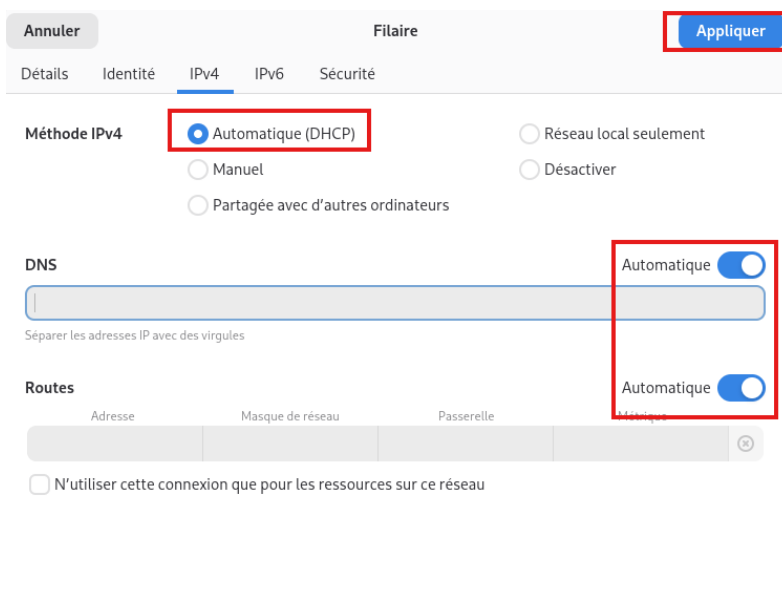 Annuler Filaire Appliquer
Détails Identité IPv4 IPv6 Sécurité
Méthode IPv4 Automatique (DHCP) Réseau local seulement
Manuel Désactiver
Partagée avec d’autres ordinateurs
DNS Automatique
Séparer les adresses IP avec des virgules
Routes Automatique
Adresse Masque de réseau Passerelle Métrique
N’utiliser cette connexion que pour les ressources sur ce réseau